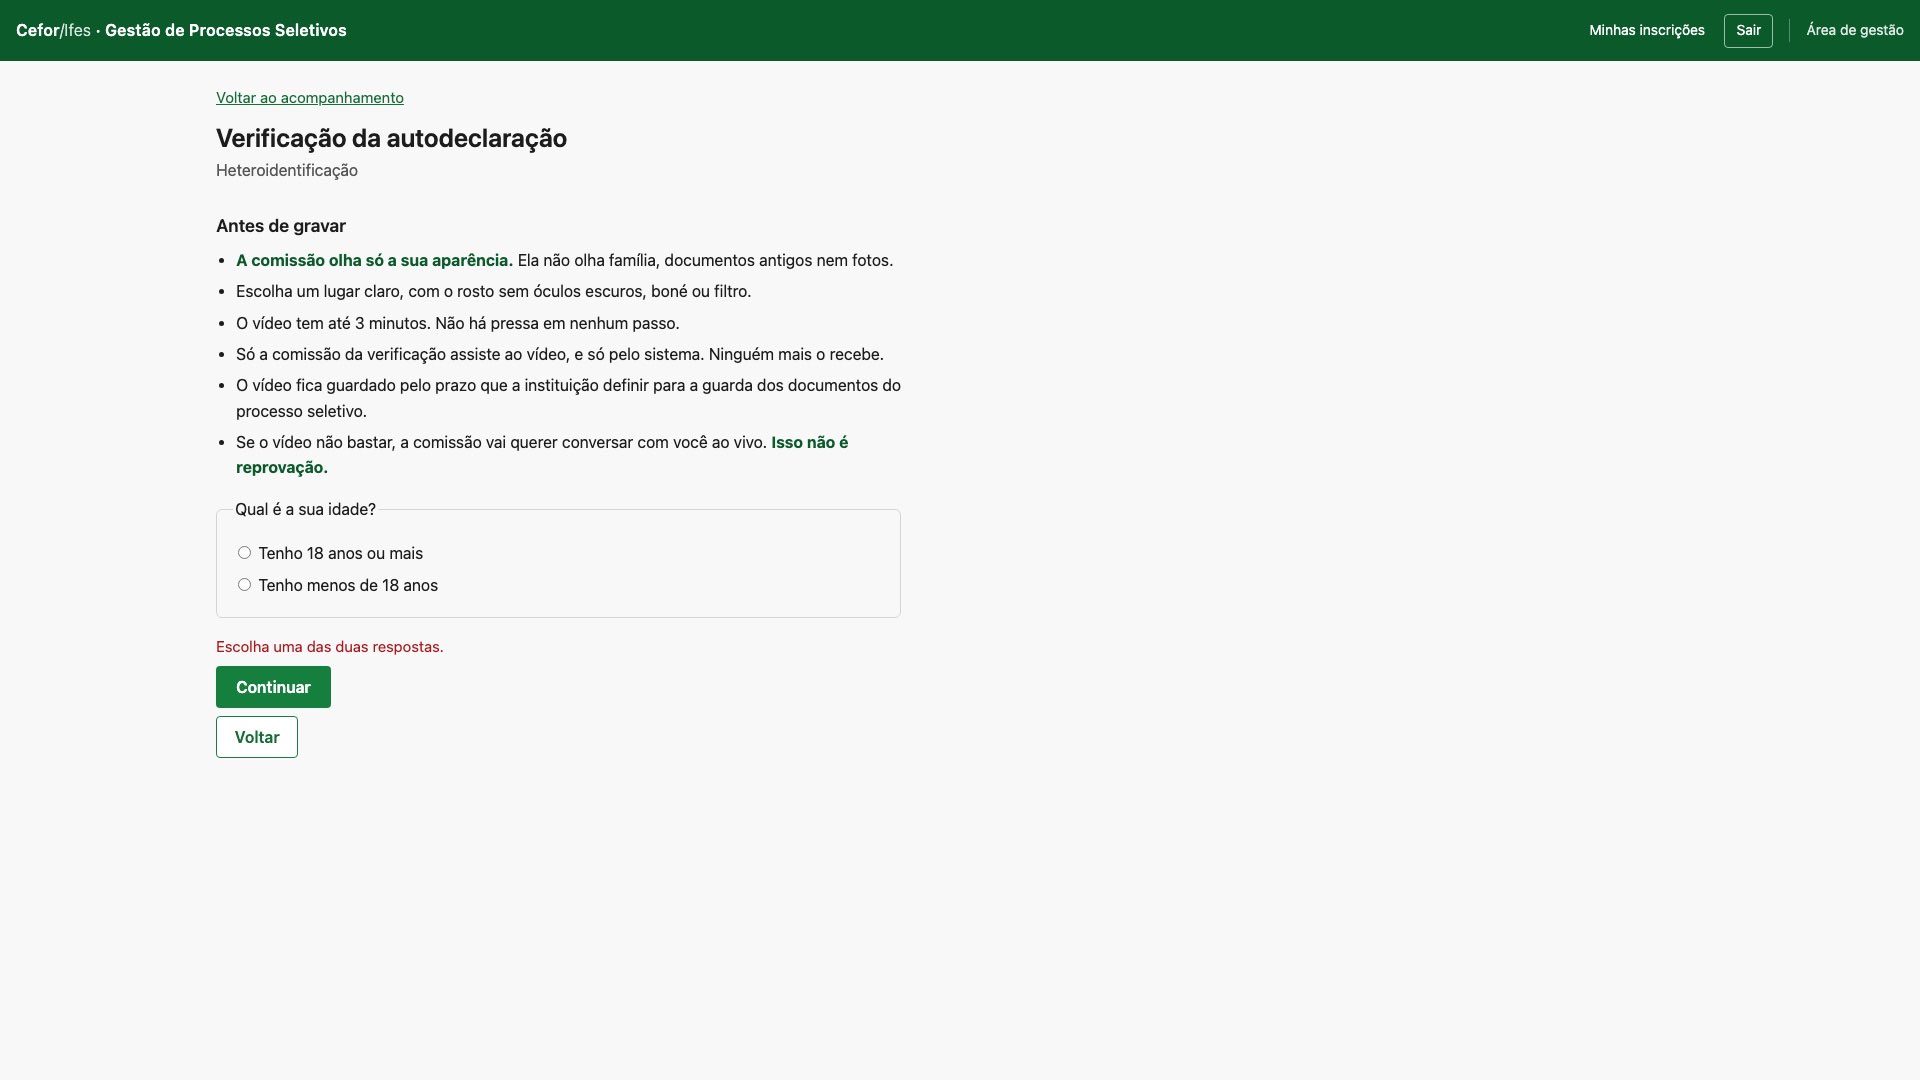 Cefor/Ifes · Gestão de Processos Seletivos
Minhas inscrições
Sair
Área de gestão
Voltar ao acompanhamento
Verificação da autodeclaração
Heteroidentificação
Antes de gravar
• A comissão olha só a sua aparência. Ela não olha família, documentos antigos nem fotos.
• Escolha um lugar claro, com o rosto sem óculos escuros, boné ou filtro.
• O vídeo tem até 3 minutos. Não há pressa em nenhum passo.
• Só a comissão da verificação assiste ao vídeo, e só pelo sistema. Ninguém mais o recebe.
• O vídeo fica guardado pelo prazo que a instituição definir para a guarda dos documentos do
processo seletivo.
• Se o vídeo não bastar, a comissão vai querer conversar com você ao vivo. Isso não é
reprovação.
Qual é a sua idade?
Tenho 18 anos ou mais
Tenho menos de 18 anos
Escolha uma das duas respostas.
Continuar
Voltar